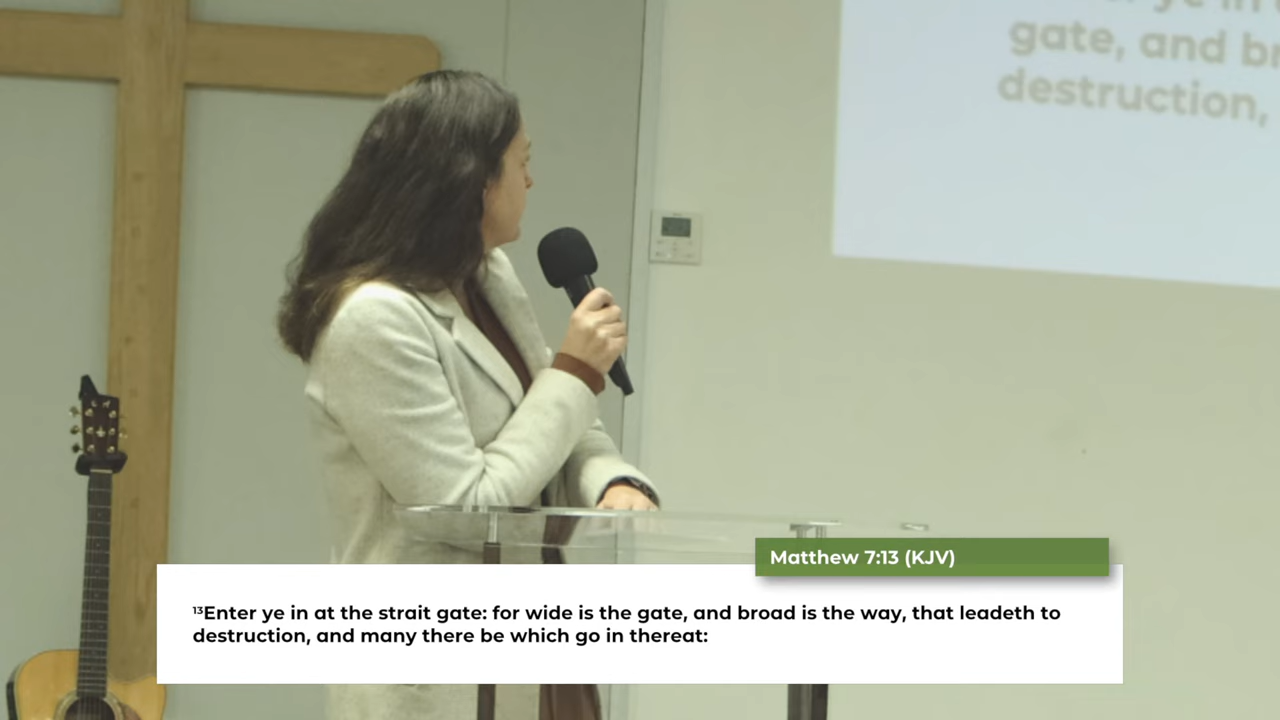 gate, and
destruction,
Matthew 7:13 (KJV)
¹³Enter ye in at the strait gate: for wide is the gate, and broad is the way, that leadeth to
destruction, and many there be which go in thereat: